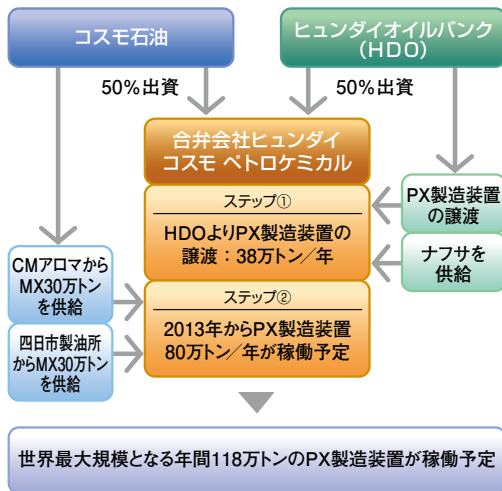 コスモ石油
ヒュンダイオイルバンク
(HDO)
50%出資
50%出資
合弁会社ヒュンダイ
コスモ ペトロケミカル
ステップ①
HDOよりPX製造装置の
譲渡：38万トン／年
PX製造装置
の譲渡
ナフサを
供給
CMアロマから
MX30万トン
を供給
四日市製油所
からMX30万トン
を供給
ステップ②
2013年からPX製造装置
80万トン／年が稼働予定
世界最大規模となる年間118万トンのPX製造装置が稼働予定